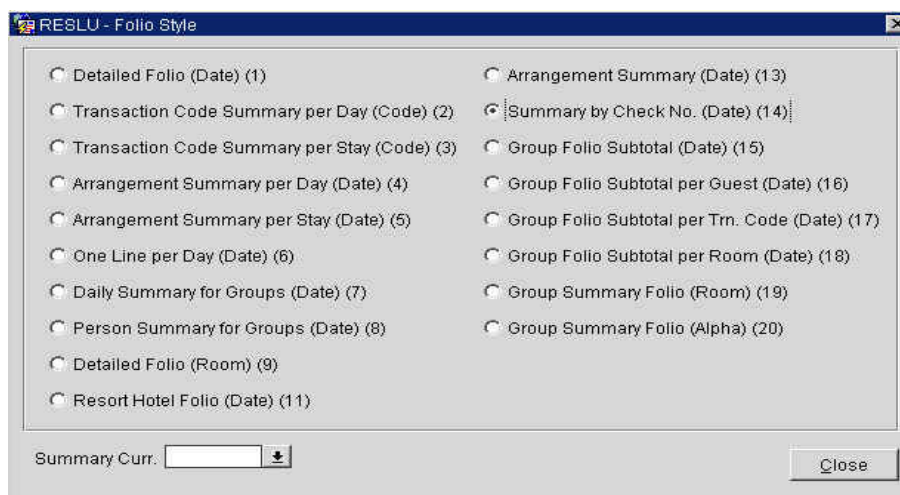 RESLU - Folio Style
Detailed Folio (Date) (1)
Transaction Code Summary per Day (Code) (2)
Transaction Code Summary per Stay (Code) (3)
Arrangement Summary per Day (Date) (4)
Arrangement Summary per Stay (Date) (5)
One Line per Day (Date) (6)
Daily Summary for Groups (Date) (7)
Person Summary for Groups (Date) (8)
Detailed Folio (Room) (9)
Resort Hotel Folio (Date) (11)
Arrangement Summary (Date) (13)
Summary by Check No. (Date) (14)
Group Folio Subtotal (Date) (15)
Group Folio Subtotal per Guest (Date) (16)
Group Folio Subtotal per Trn. Code (Date) (17)
Group Folio Subtotal per Room (Date) (18)
Group Summary Folio (Room) (19)
Group Summary Folio (Alpha) (20)
Summary Curr.
Close